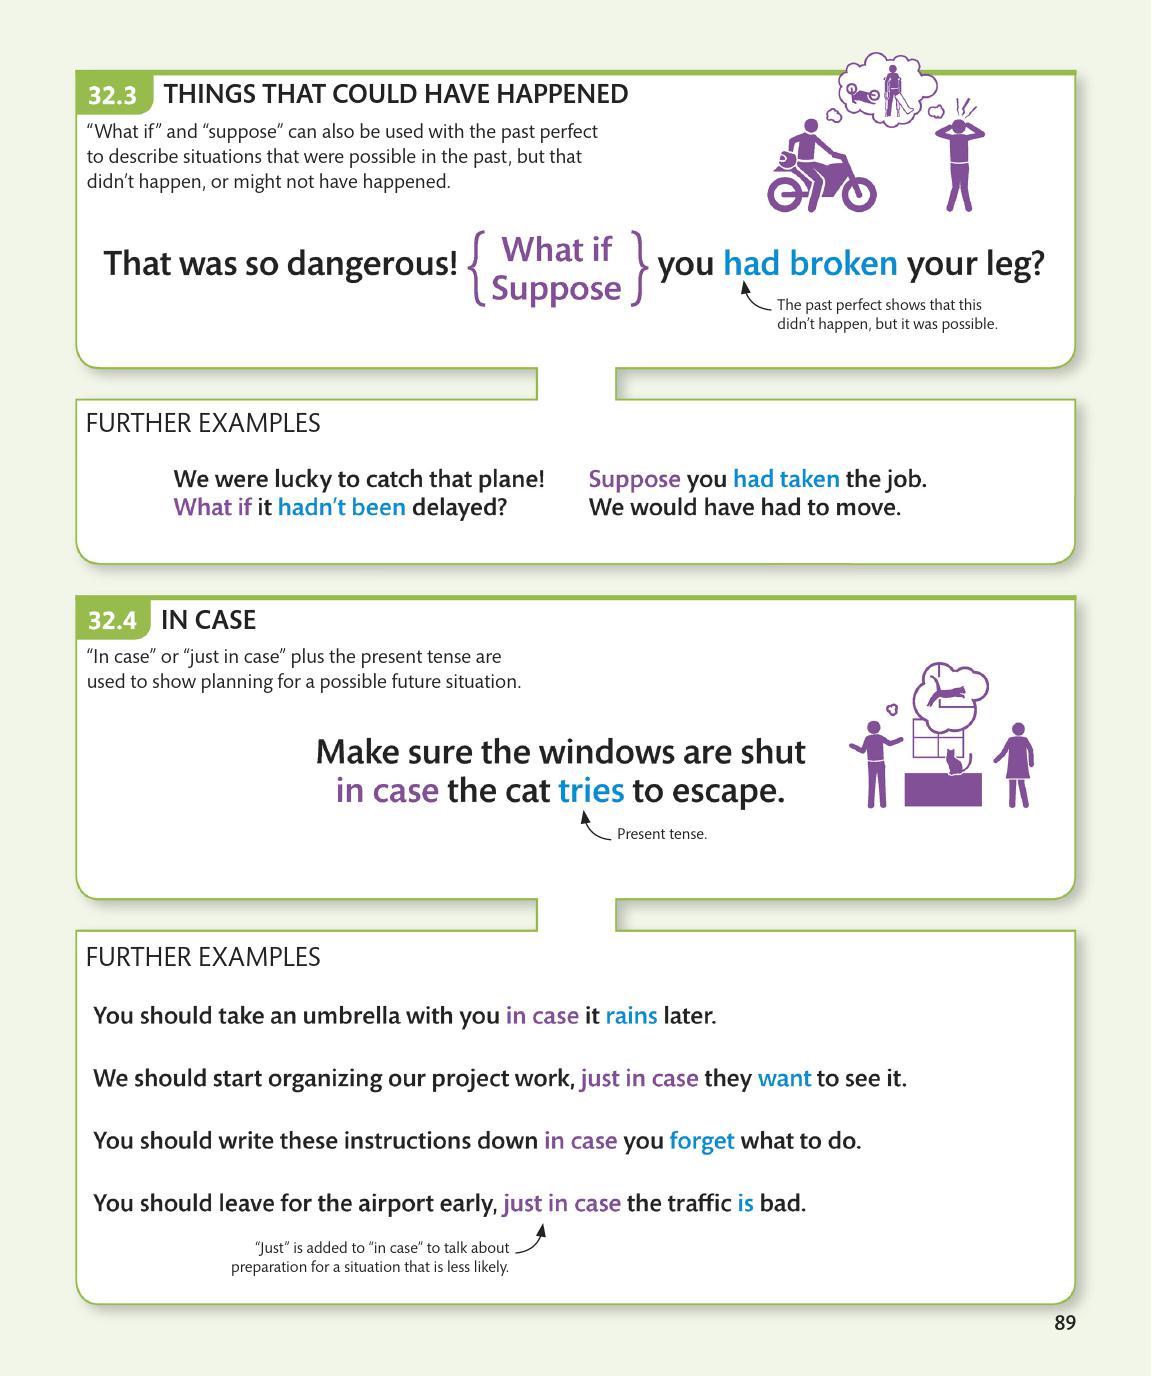 32.3 THINGS THAT COULD HAVE HAPPENED
“What if” and “suppose” can also be used with the past perfect
to describe situations that were possible in the past, but that
didn’t happen, or might not have happened.
That was so dangerous! { What if
Suppose } you had broken your leg?
The past perfect shows that this
didn’t happen, but it was possible.
FURTHER EXAMPLES
We were lucky to catch that plane!
What if it hadn’t been delayed?
Suppose you had taken the job.
We would have had to move.
32.4 IN CASE
“In case” or “just in case” plus the present tense are
used to show planning for a possible future situation.
Make sure the windows are shut
in case the cat tries to escape.
Present tense.
FURTHER EXAMPLES
You should take an umbrella with you in case it rains later.
We should start organizing our project work, just in case they want to see it.
You should write these instructions down in case you forget what to do.
You should leave for the airport early, just in case the traffic is bad.
“Just” is added to “in case” to talk about
preparation for a situation that is less likely.
89